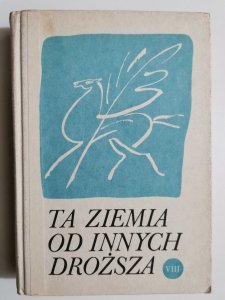 TA ZIEMIA
OD INNYCH
DROŻSZA VIII